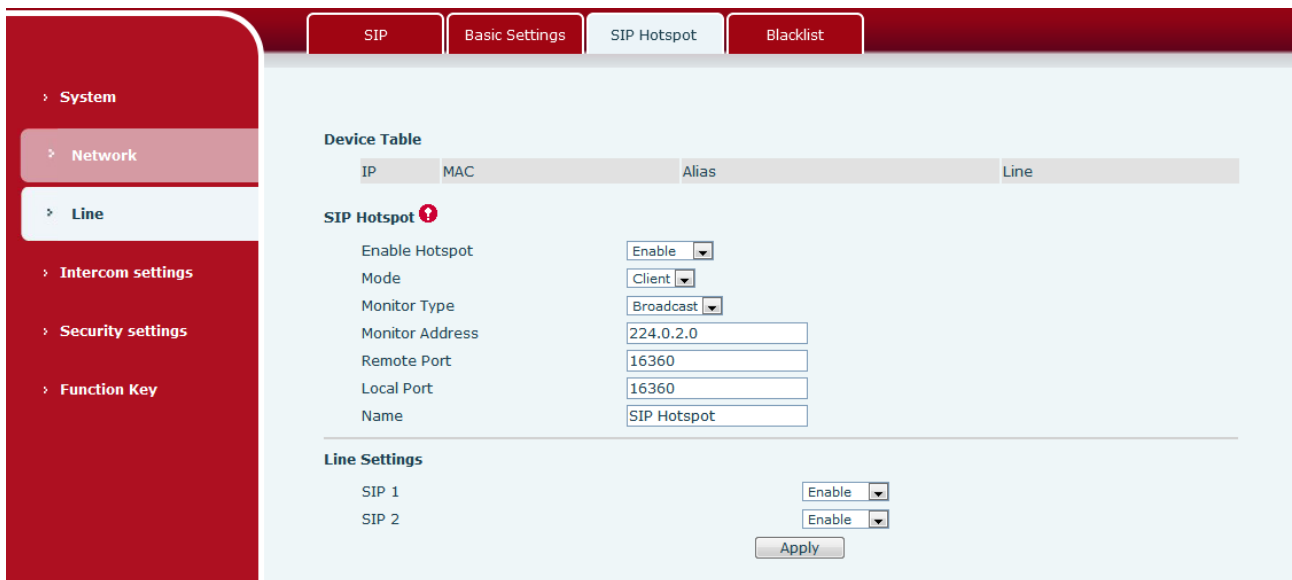 SIP Basic Settings SIP Hotspot Blacklist
System
Network
Line
Intercom settings
Security settings
Function Key
Device Table
IP MAC Alias Line
SIP Hotspot
Enable Hotspot Enable
Mode Client
Monitor Type Broadcast
Monitor Address 224.0.2.0
Remote Port 16360
Local Port 16360
Name SIP Hotspot
Line Settings
SIP 1 Enable
SIP 2 Enable
Apply